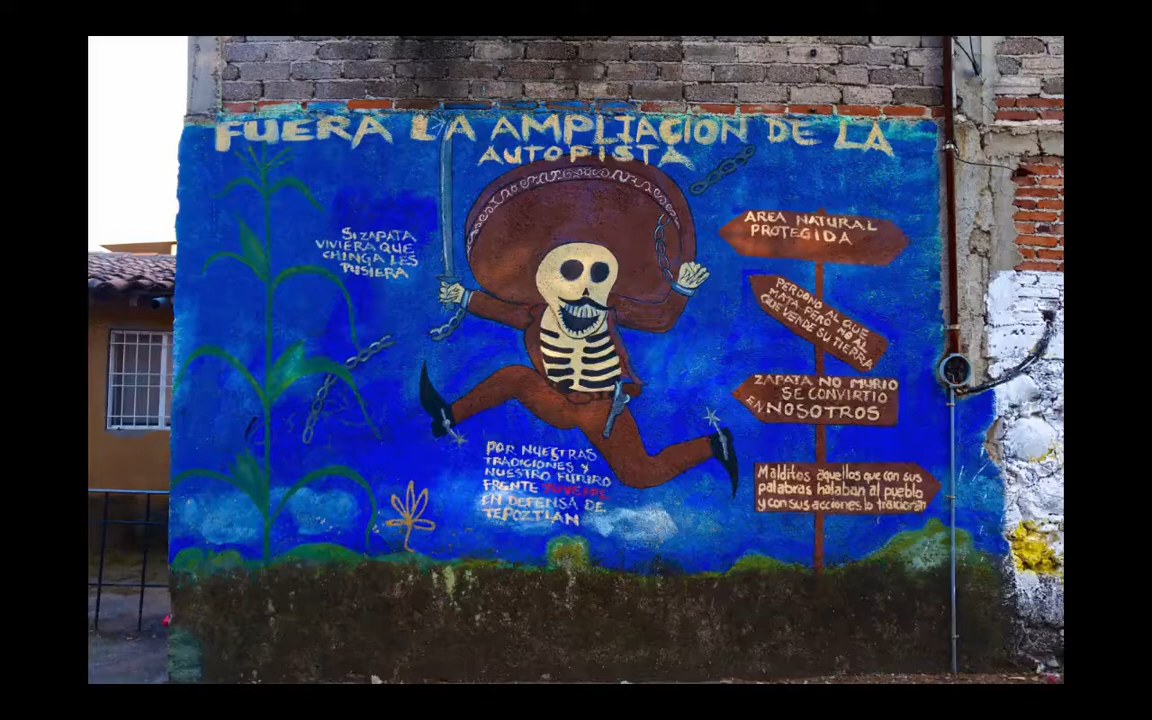 FUERA LA AMPLIACION DE LA
AUTOPISTA
SI ZAPATA
VIVIERA QUE
CHINGA LES
PUSIERA
AREA NATURAL
PROTEGIDA
PERDONO AL QUE
MATA PERO NO AL
QUE VENDE SU TIERRA
ZAPATA NO MURIO
SE CONVIRTIO
EN NOSOTROS
Malditos aquellos que con sus
palabras halaban al pueblo
y con sus acciones lo traicionan
POR NUESTRAS
TRADICIONES Y
NUESTRO FUTURO
FRENTE JUVENIL
EN DEFENSA DE
TEPOZTLAN